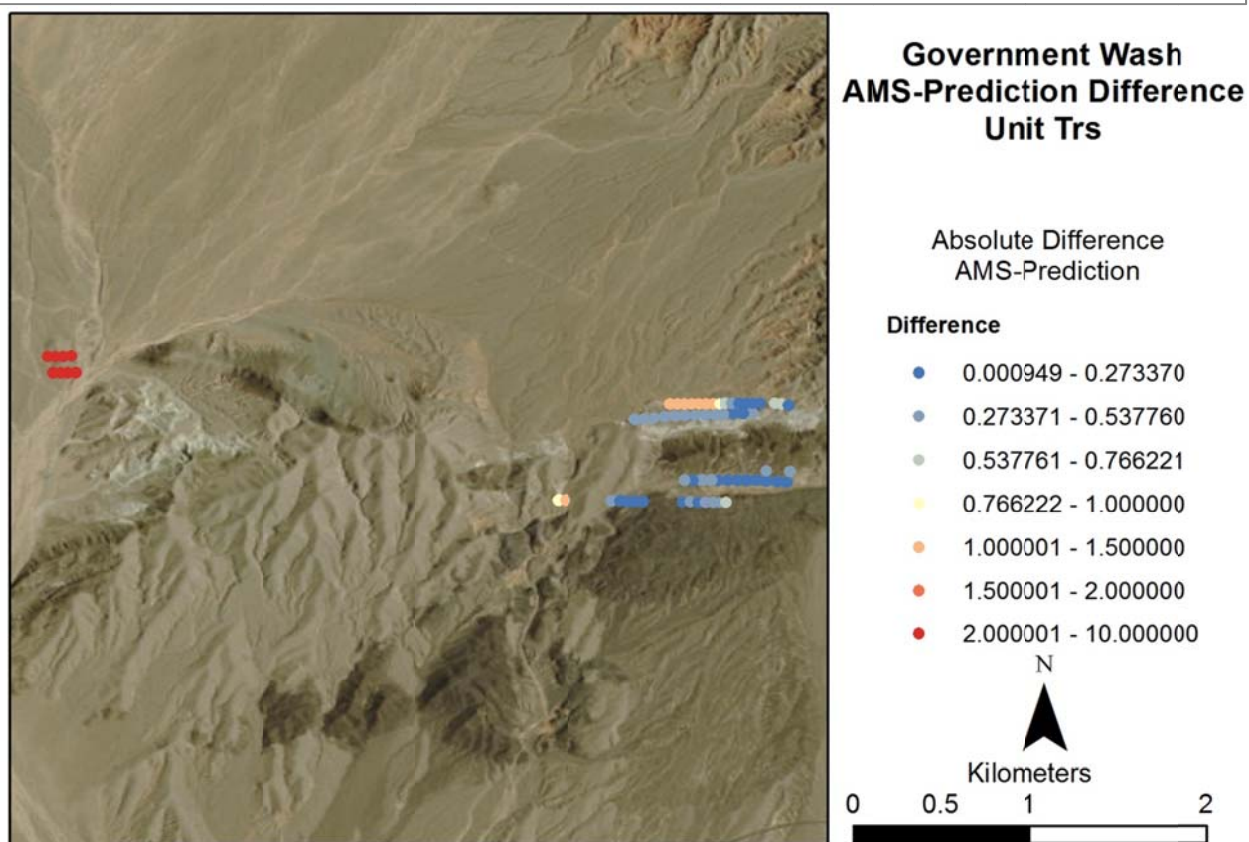 Government Wash
AMS-Prediction Difference
Unit Trs
Absolute Difference
AMS-Prediction
Difference
0.000949 - 0.273370
0.273371 - 0.537760
0.537761 - 0.766221
0.766222 - 1.000000
1.000001 - 1.500000
1.500001 - 2.000000
2.000001 - 10.000000
N
Kilometers
0 0.5 1 2